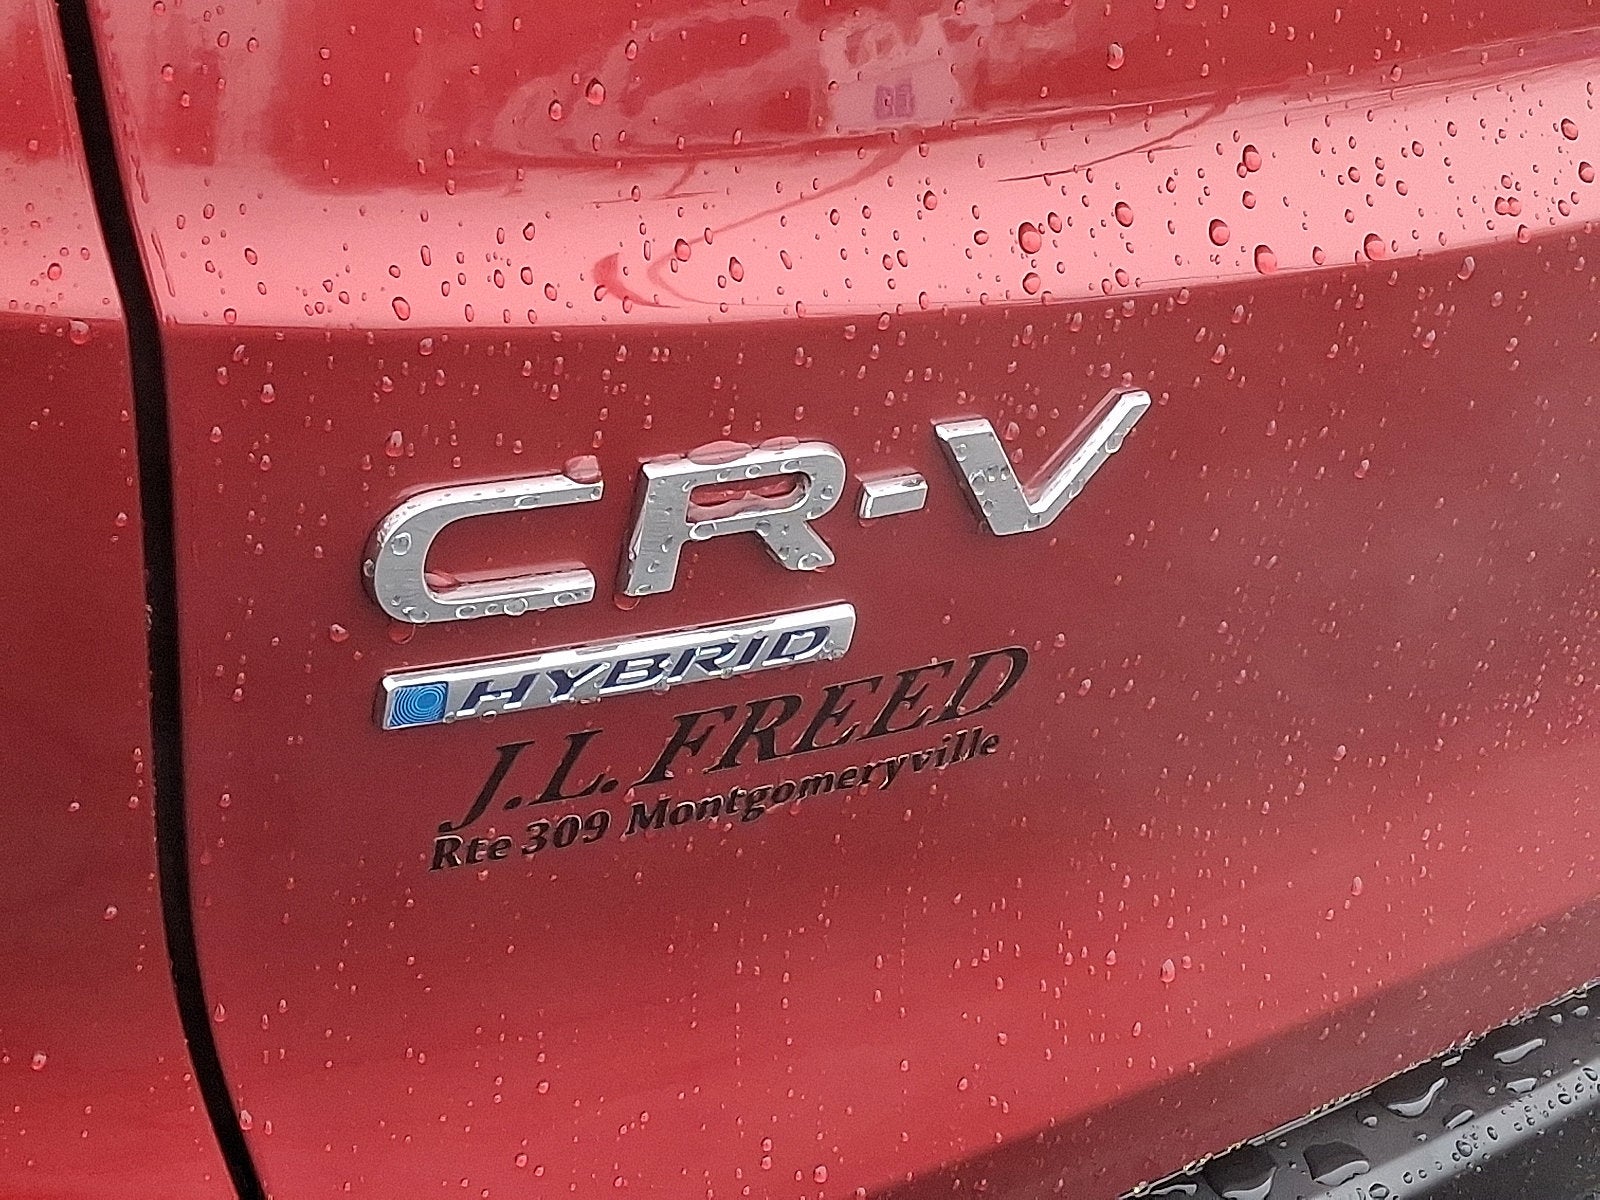 CR-V
HYBRID
J.L. FREED
Rte 309 Montgomeryville